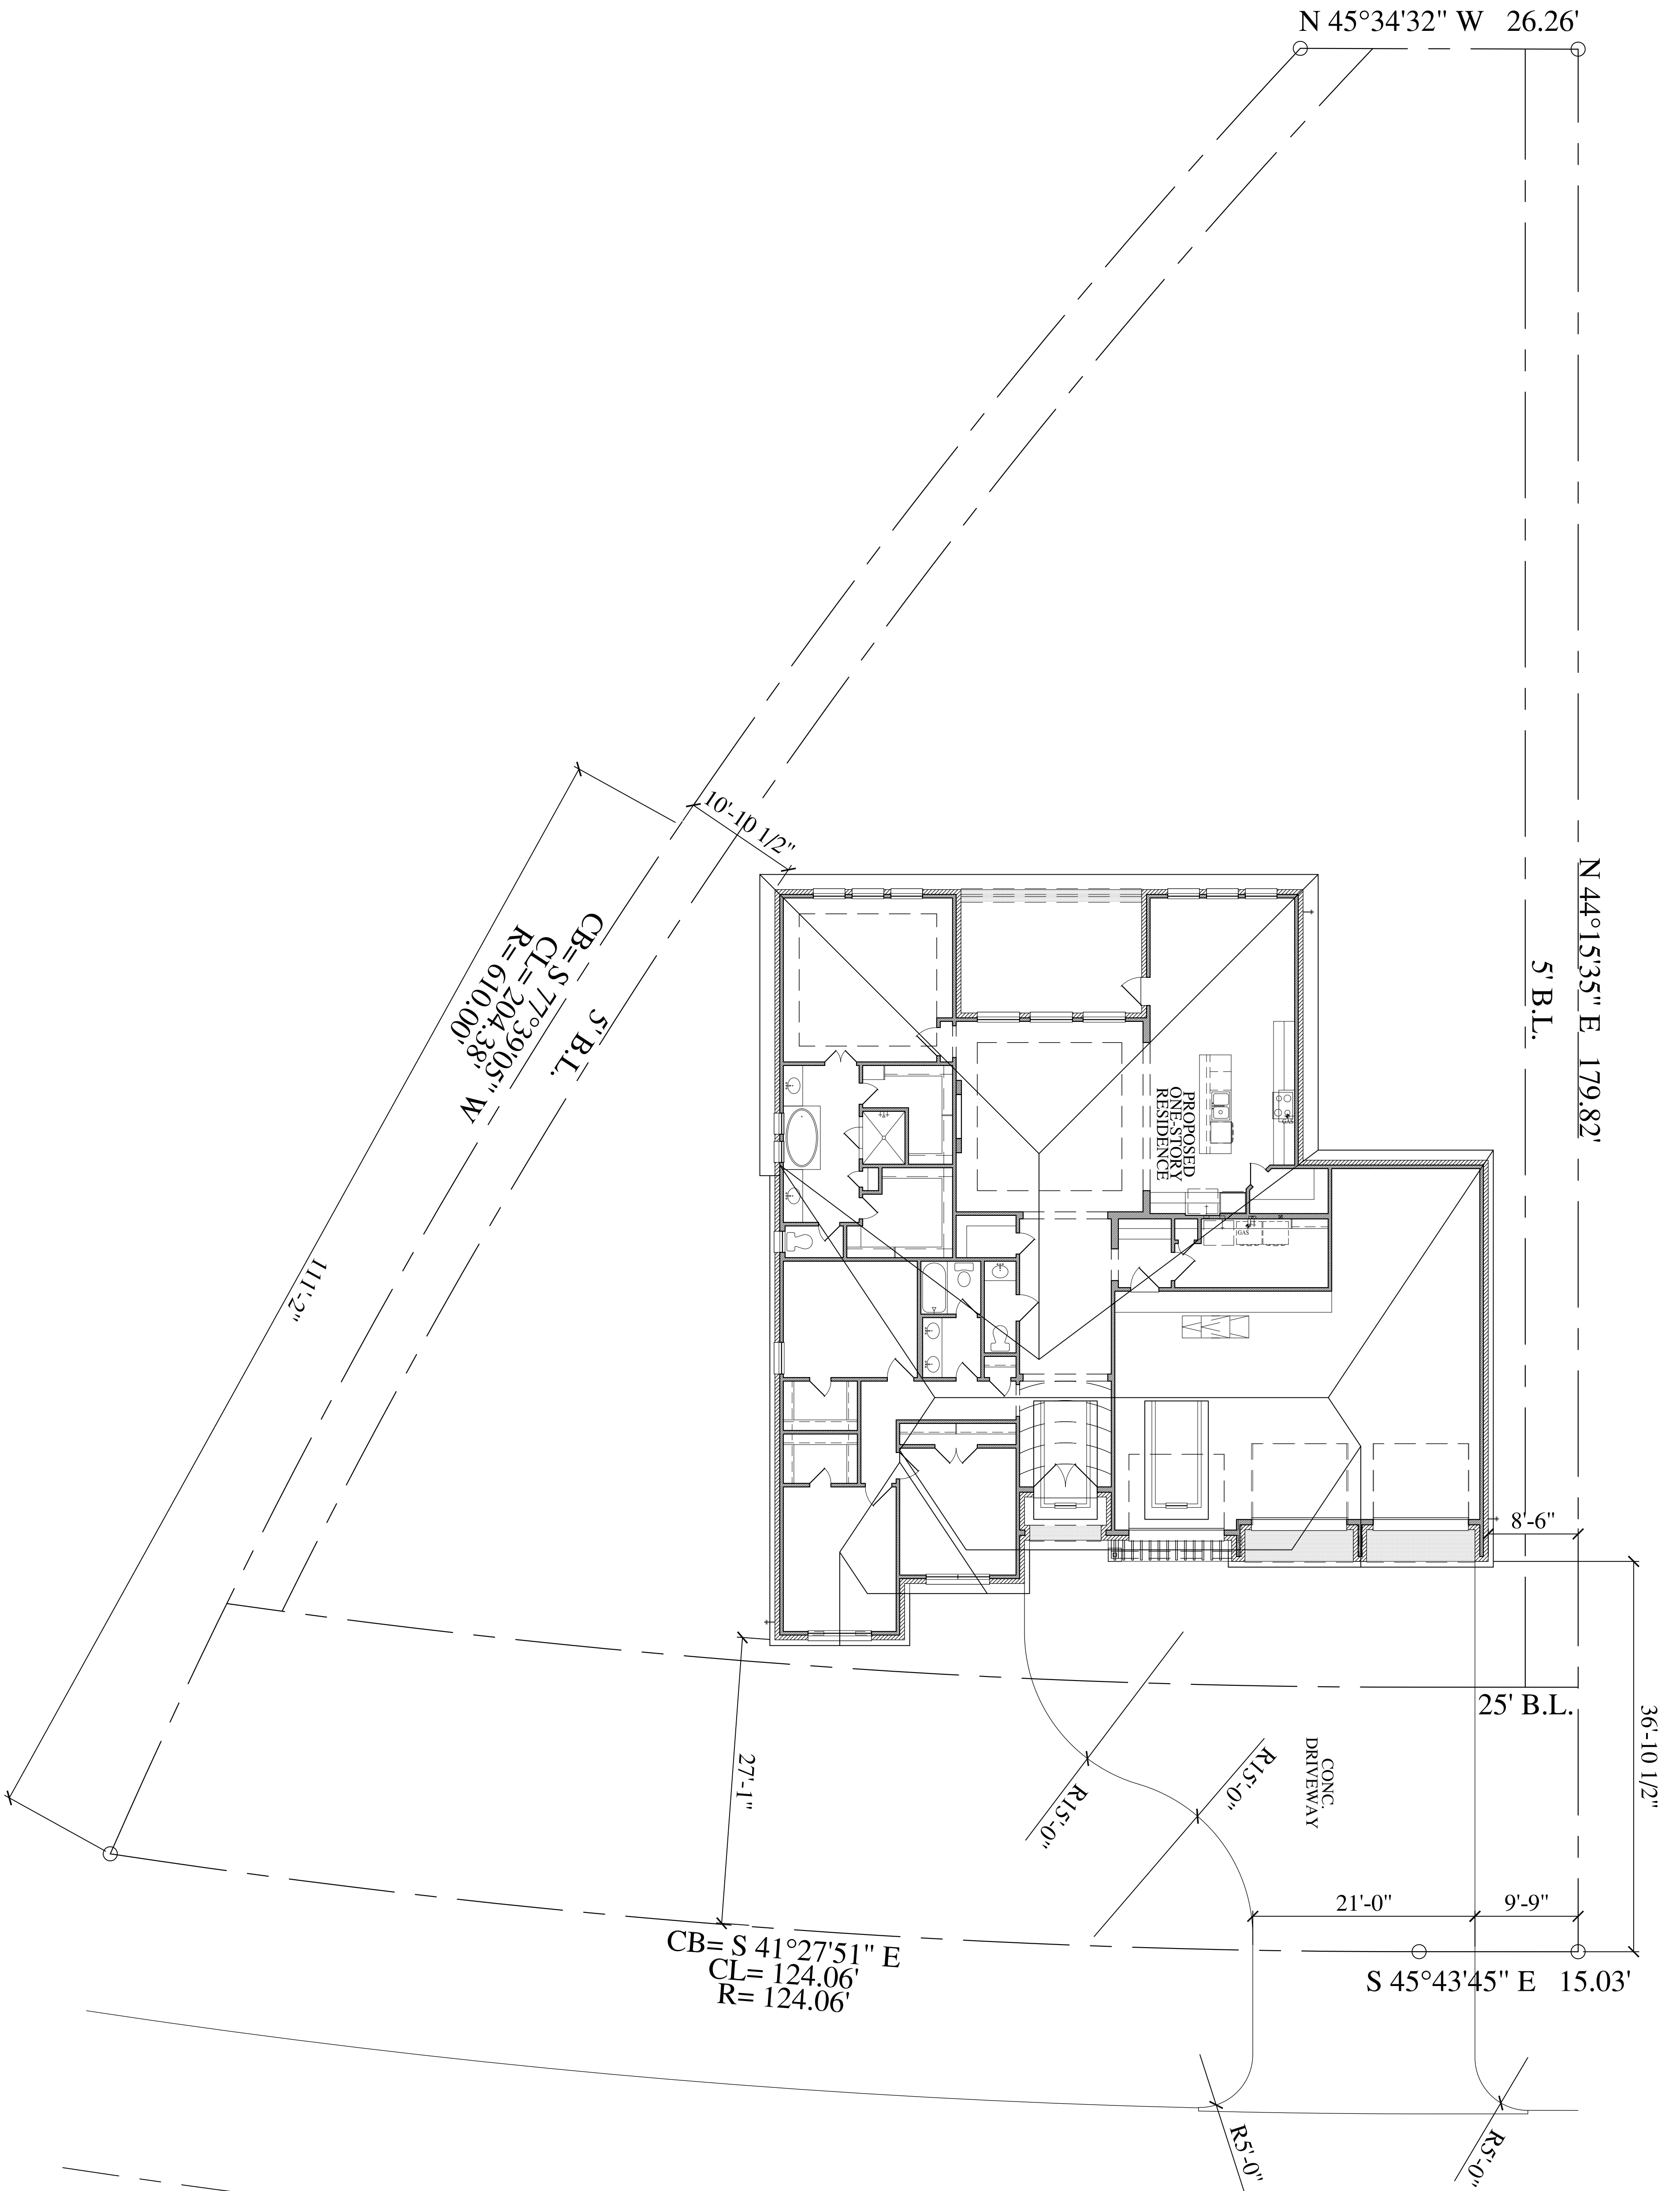 N 45°34'32" W   26.26'
10'-10 1/2"
N 44°15'35" E   179.82'
5' B.L.
CB= S 77°39'05" W
CL= 204.38'
R= 610.00'
5' B.L.
111'-2"
PROPOSED
ONE-STORY
RESIDENCE
GAS
8'-6"
25' B.L.
36'-10 1/2"
27'-1"
R15'-0"
R15'-0"
CONC.
DRIVEWAY
21'-0"
9'-9"
CB= S 41°27'51" E
CL= 124.06'
R= 124.06'
S 45°43'45" E   15.03'
R5'-0"
R5'-0"